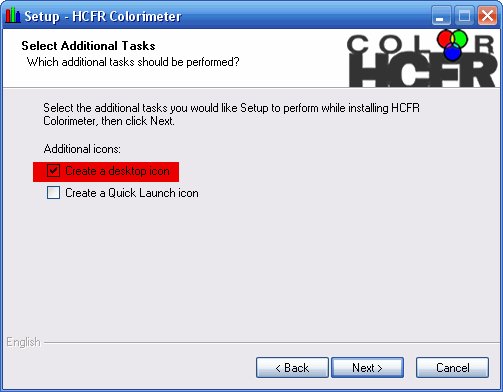 Setup - HCFR Colorimeter
Select Additional Tasks
Which additional tasks should be performed?
COLOR
HCFR
Select the additional tasks you would like Setup to perform while installing HCFR
Colorimeter, then click Next.
Additional icons:
Create a desktop icon
Create a Quick Launch icon
English
< Back
Next >
Cancel